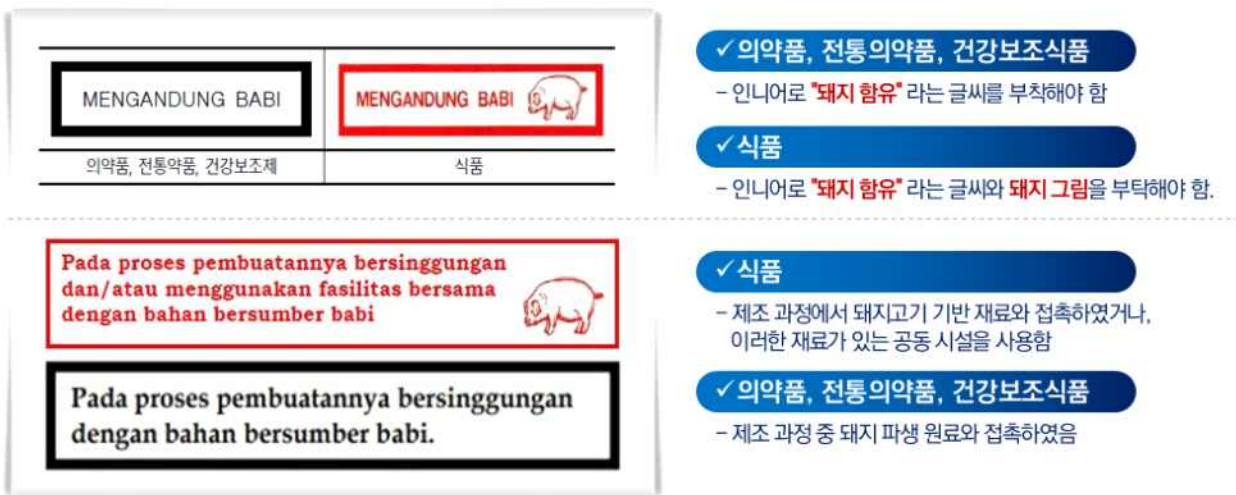 MENGANDUNG BABI
MENGANDUNG BABI
의약품, 전통약품, 건강보조제
식품
✓의약품, 전통의약품, 건강보조식품
- 인니어로 "돼지 함유" 라는 글씨를 부착해야 함
✓식품
- 인니어로 "돼지 함유" 라는 글씨와 돼지 그림을 부탁해야 함.
Pada proses pembuatannya bersinggungan
dan/atau menggunakan fasilitas bersama
dengan bahan bersumber babi
Pada proses pembuatannya bersinggungan
dengan bahan bersumber babi.
✓식품
- 제조 과정에서 돼지고기 기반 재료와 접촉하였거나,
이러한 재료가 있는 공동 시설을 사용함
✓의약품, 전통의약품, 건강보조식품
- 제조 과정 중 돼지 파생 원료와 접촉하였음